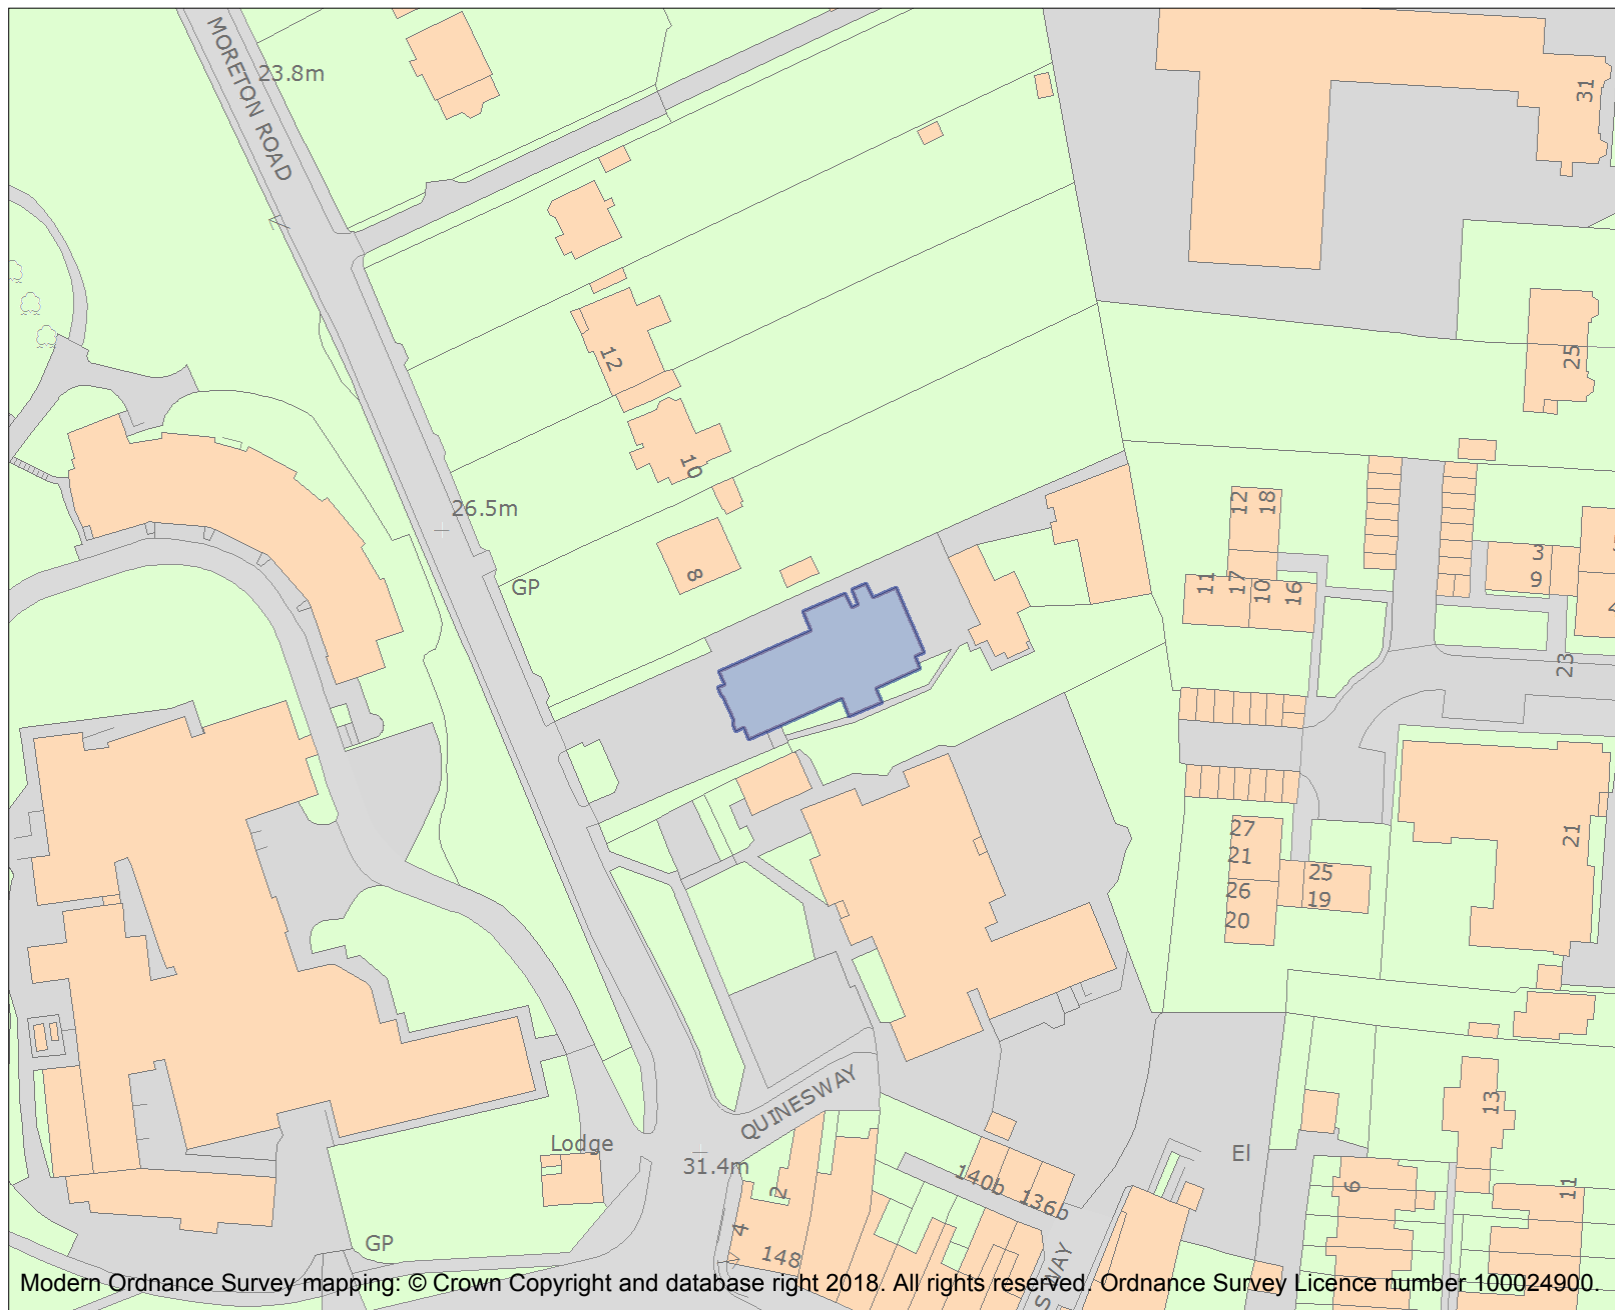 MORETON ROAD
23.8m
31
12
25
10
26.5m
GP
8
12
18
11
17
10
16
3
9
23
27
21
26
20
25
19
21
QUINESWAY
Lodge
31.4m
2
4
148
140b
136b
El
13
6
11
GP
S WAY
Modern Ordnance Survey mapping: © Crown Copyright and database right 2018. All rights reserved. Ordnance Survey Licence number 100024900.